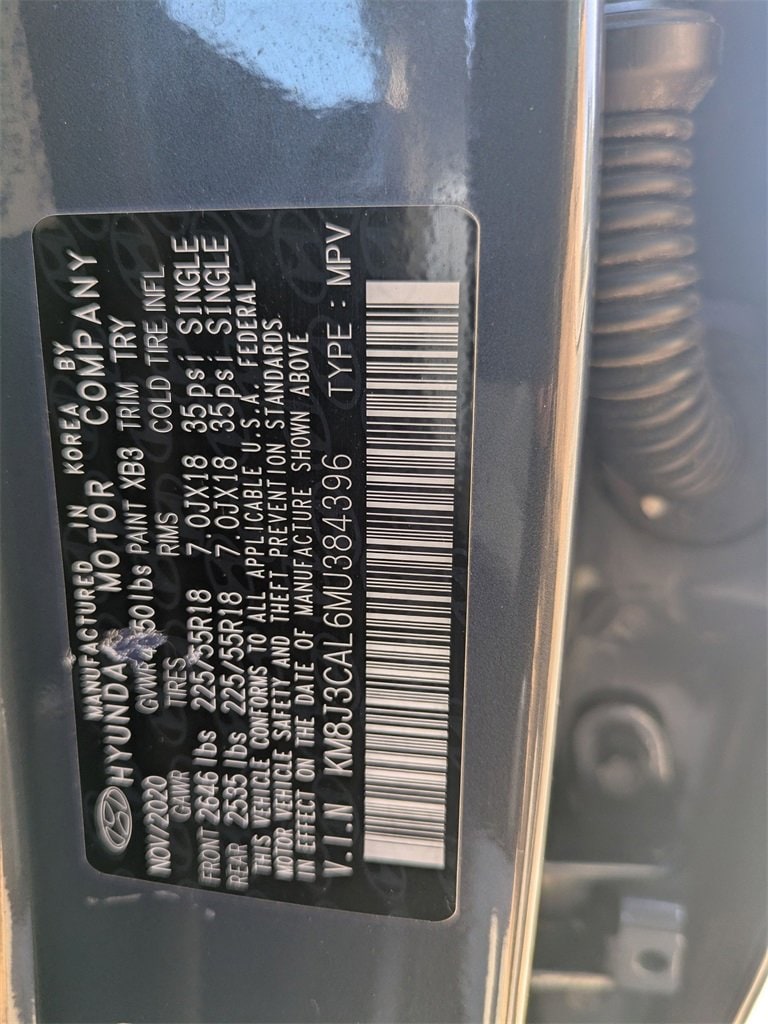 MANUFACTURED IN KOREA BY
HYUNDAI MOTOR COMPANY
NOV/2020 GVWR 50 lbs PAINT XB3 TRIM TRY
GAWR TIRES RIMS COLD TIRE INFL
FRONT 2646 lbs 225/55R18 7.0JX18 35psi SINGLE
REAR 2535 lbs 225/55R18 7.0JX18 35psi SINGLE
THIS VEHICLE CONFORMS TO ALL APPLICABLE U.S.A. FEDERAL
MOTOR VEHICLE SAFETY AND THEFT PREVENTION STANDARDS
IN EFFECT ON THE DATE OF MANUFACTURE SHOWN ABOVE
V.I.N KM8J3CAL6MU384396 TYPE : MPV